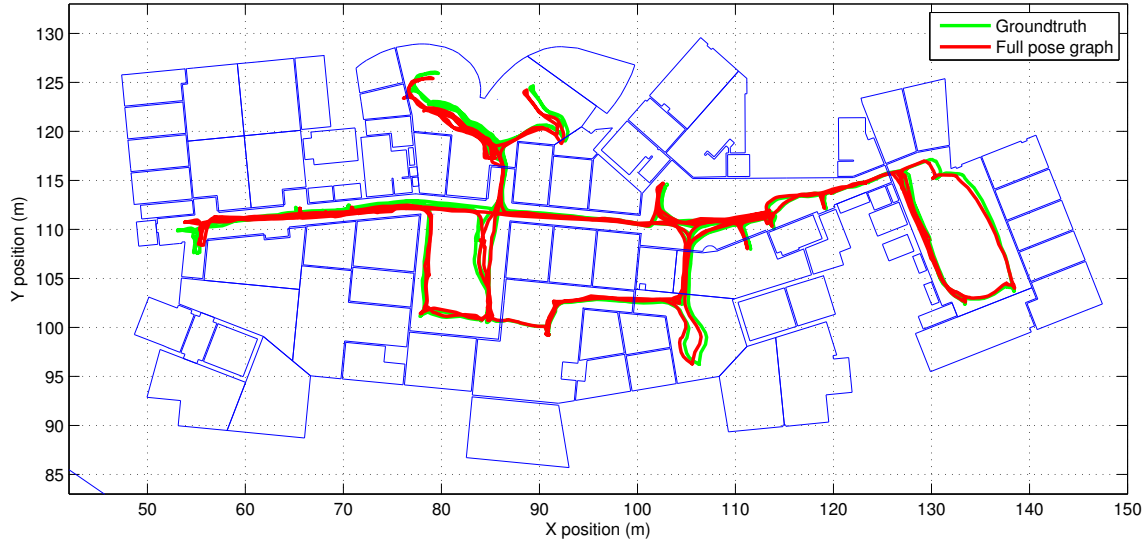 Groundtruth
Full pose graph
130
125
120
115
110
105
100
95
90
85
Y position (m)
50 60 70 80 90 100 110 120 130 140 150
X position (m)